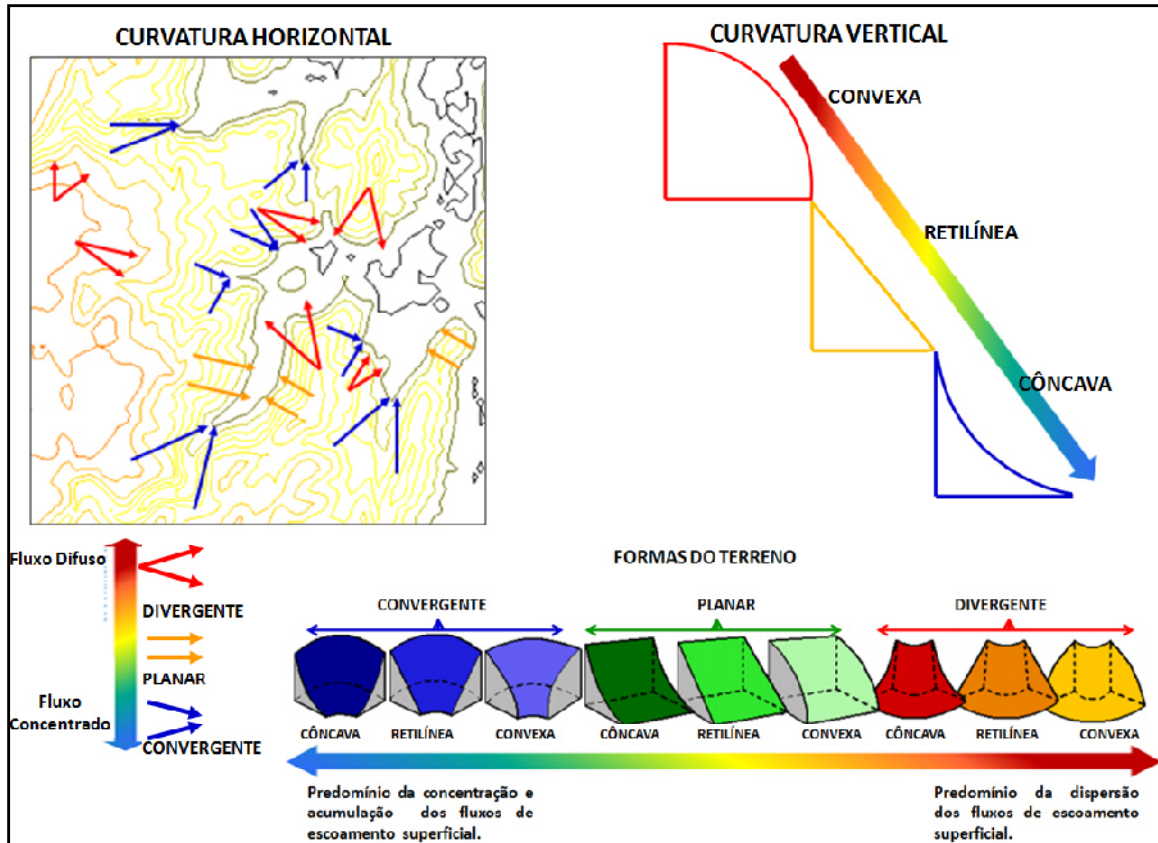 CURVATURA HORIZONTAL
CURVATURA VERTICAL
CONVEXA
RETILÍNEA
CÔNCAVA
Fluxo Difuso
DIVERGENTE
PLANAR
Fluxo
Concentrado
CONVERGENTE
FORMAS DO TERRENO
CONVERGENTE
PLANAR
DIVERGENTE
CÔNCAVA
RETILÍNEA
CONVEXA
CÔNCAVA
RETILÍNEA
CONVEXA
CÔNCAVA
RETILÍNEA
CONVEXA
Predomínio da concentração e
acumulação dos fluxos de
escoamento superficial.
Predomínio da dispersão
dos fluxos de escoamento
superficial.